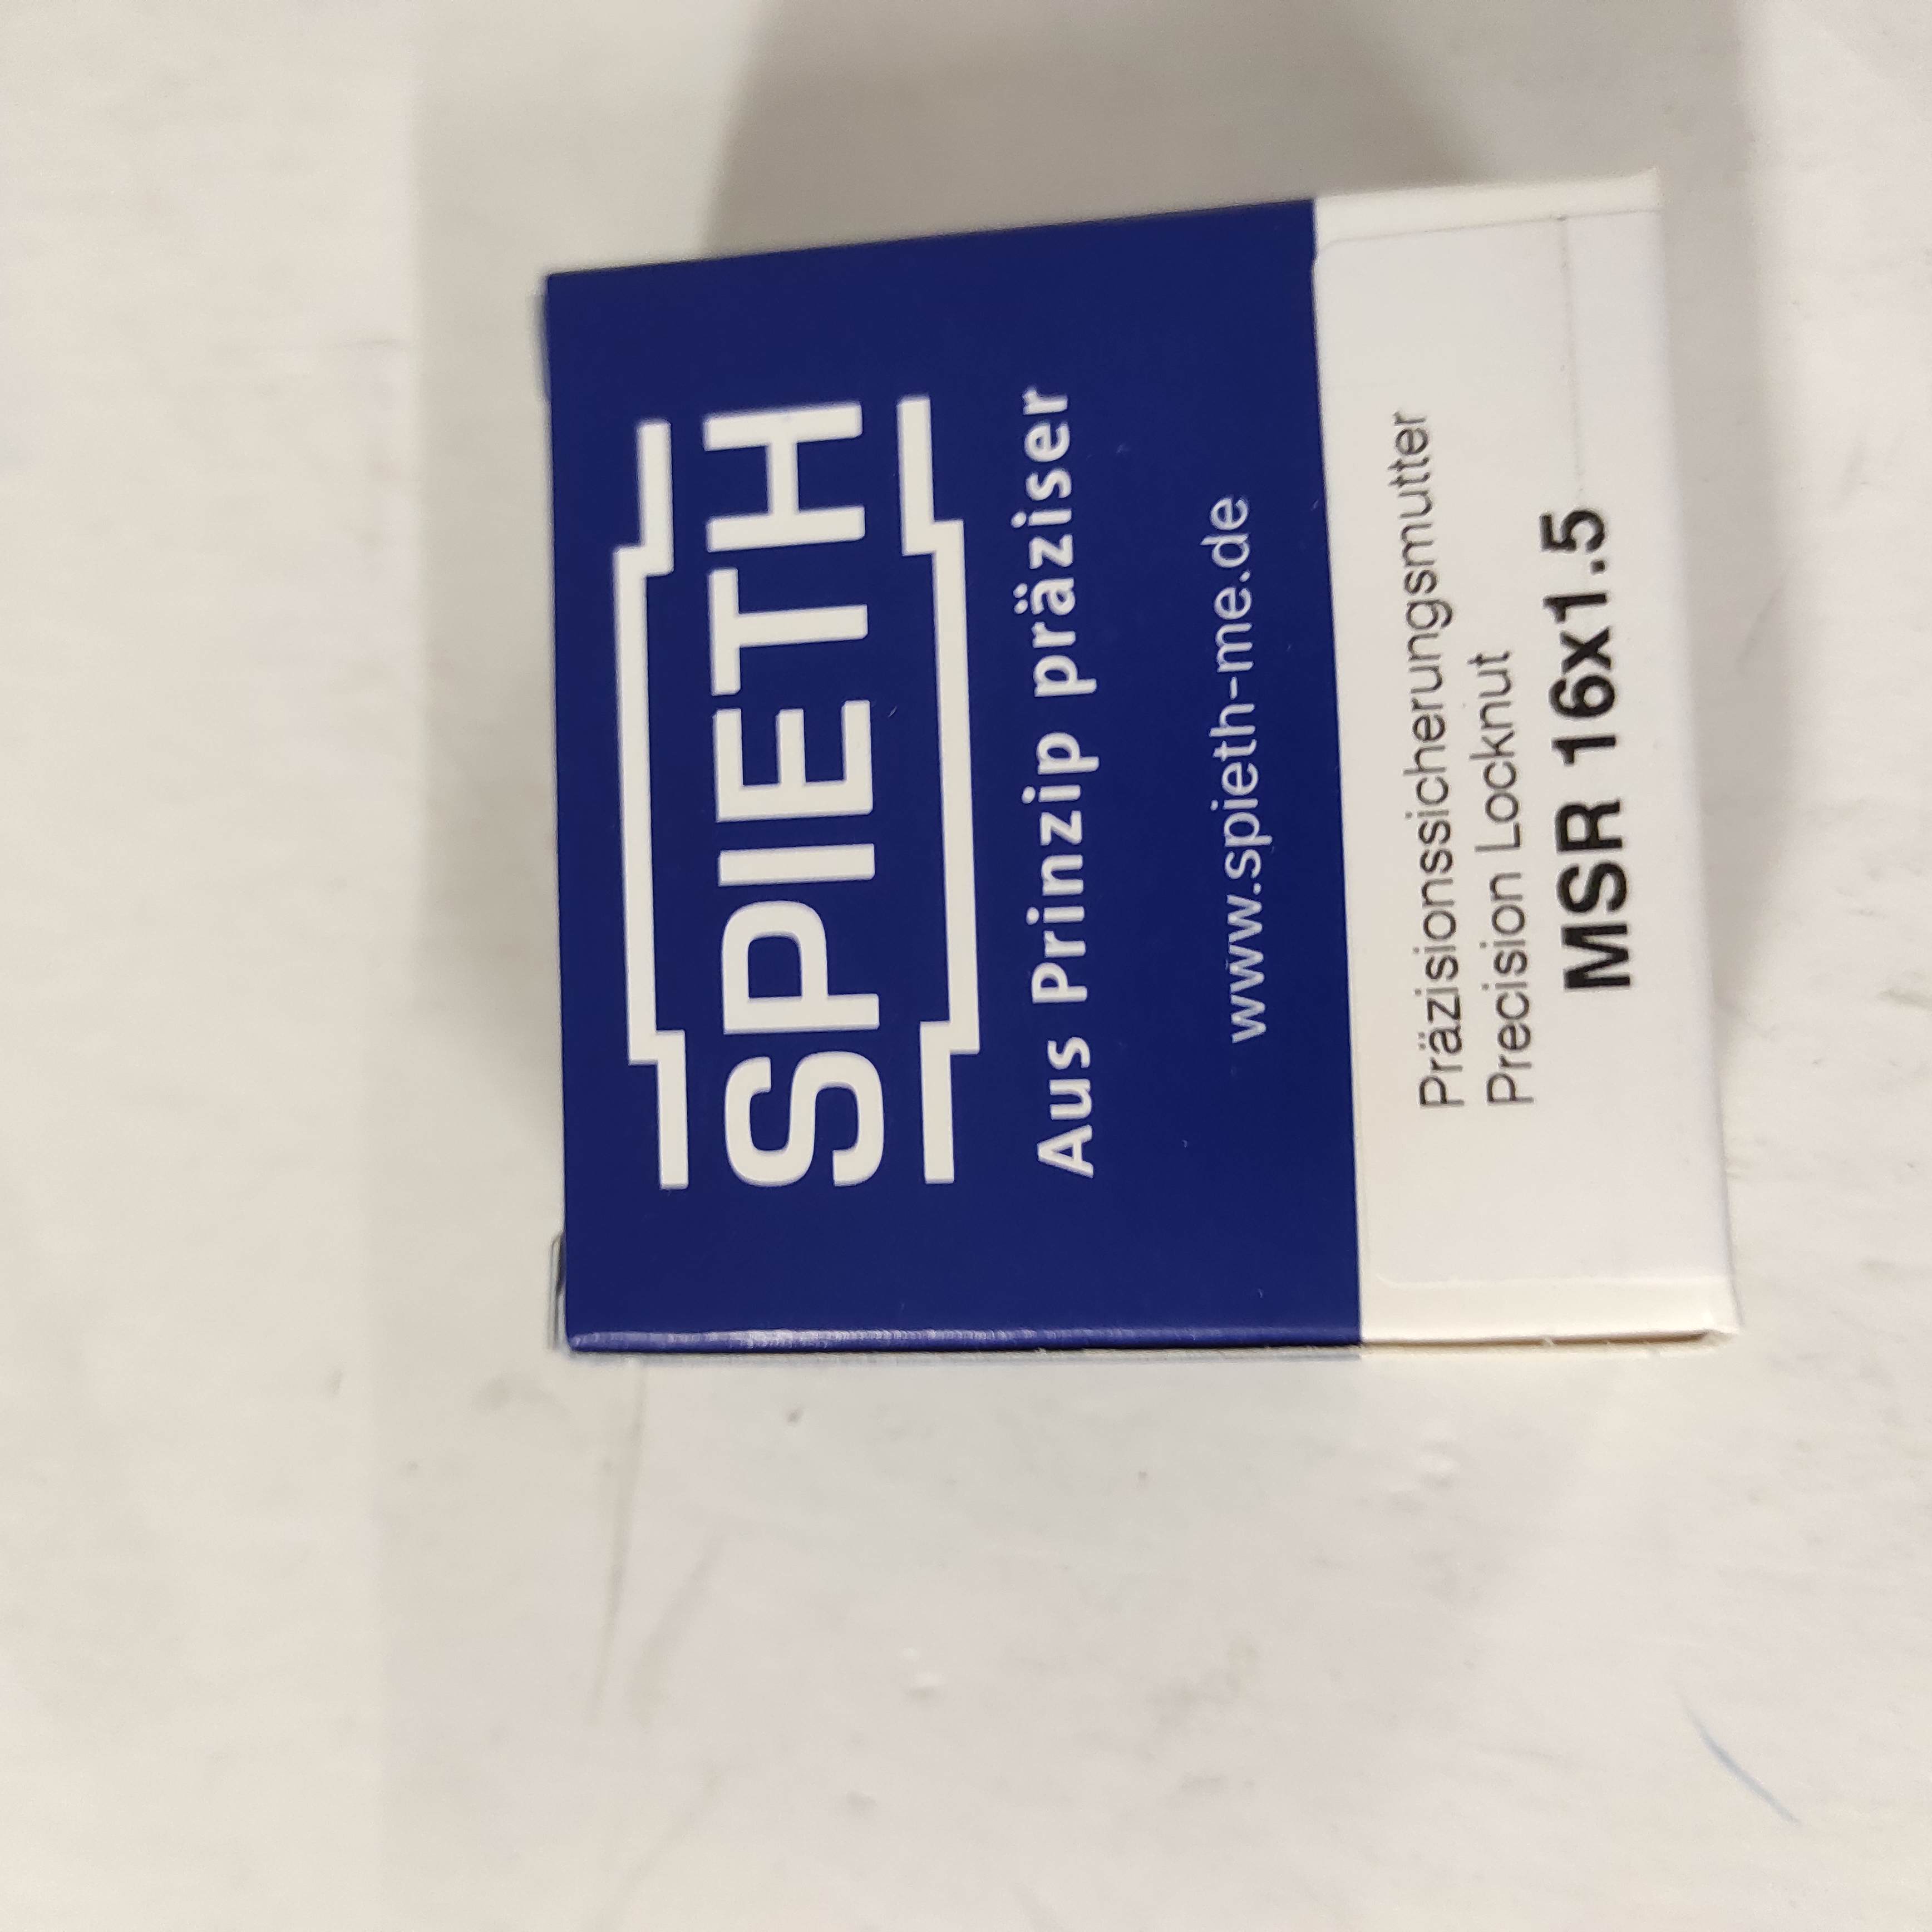 SPIETH
Aus Prinzip präziser
www.spieth-me.de
Präzisionssicherungsmutter
Precision Locknut
MSR 16x1.5